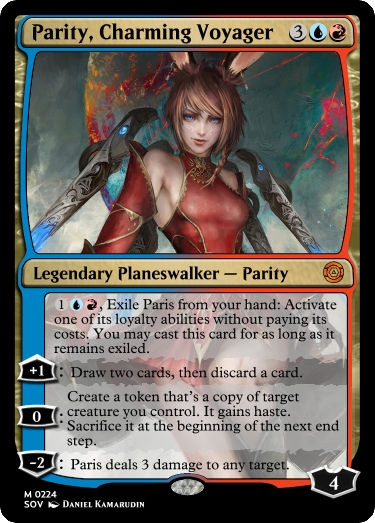 Parity, Charming Voyager 3
Legendary Planeswalker — Parity
1 , Exile Paris from your hand: Activate
one of its loyalty abilities without paying its
costs. You may cast this card for as long as it
remains exiled.
+1: Draw two cards, then discard a card.
Create a token that's a copy of target
0: creature you control. It gains haste.
Sacrifice it at the beginning of the next end
step.
-2: Paris deals 3 damage to any target.
4
M 0224
SOV Daniel Kamarudin